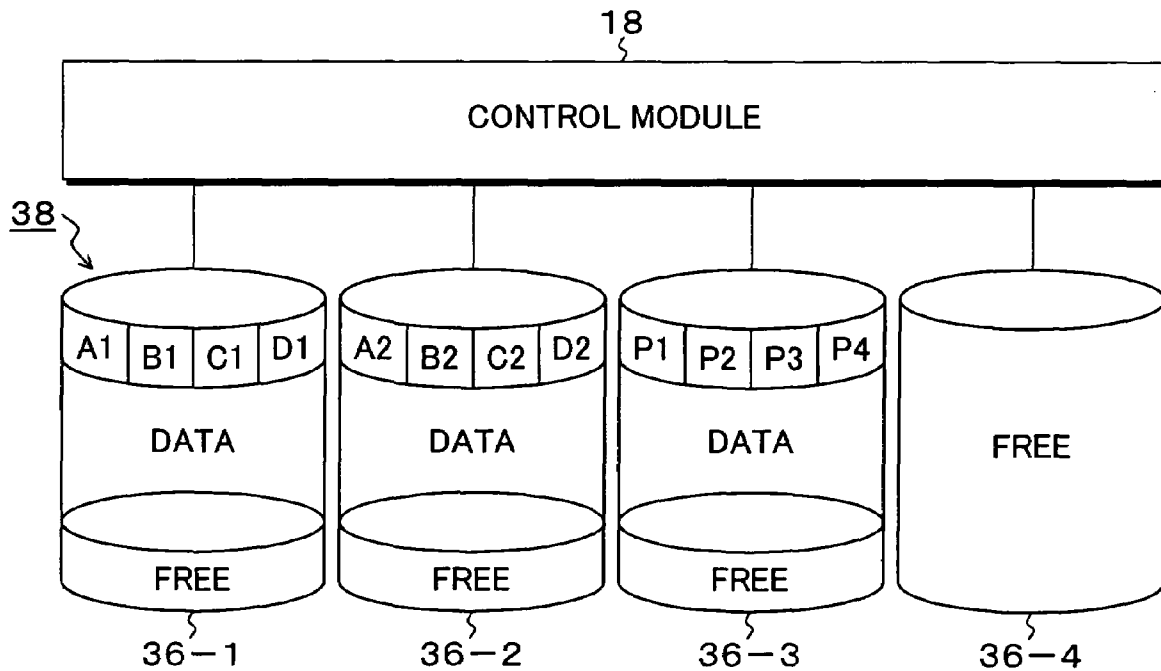 18
CONTROL MODULE
38
A1 B1 C1 D1 A2 B2 C2 D2 P1 P2 P3 P4
DATA DATA DATA FREE
FREE FREE FREE
36-1 36-2 36-3 36-4